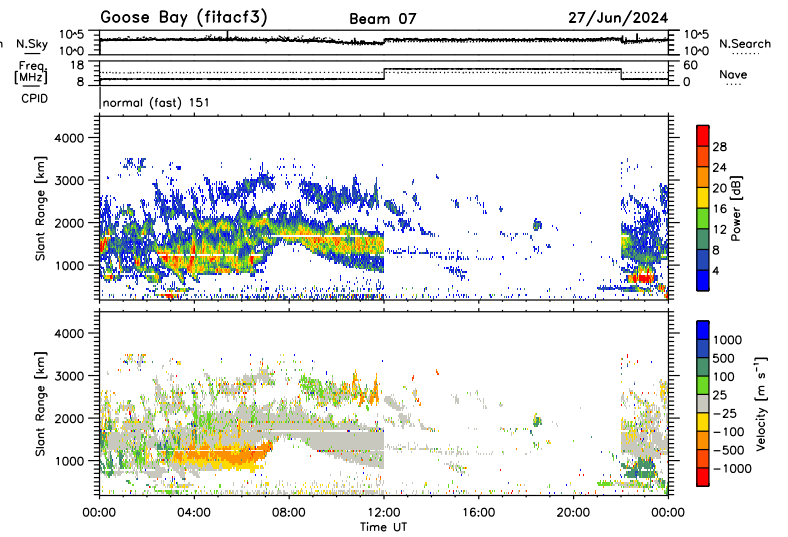 Goose Bay (fitacf3) Beam 07 27/Jun/2024
N.Sky 10^5 10^0 10^5 10^0 N.Search
Freq. [MHz] 18 8 60 0 Nave
CPID normal (fast) 151
Slant Range [km] 4000 3000 2000 1000
Power [dB] 28 24 20 16 12 8 4
Slant Range [km] 4000 3000 2000 1000
Velocity [m s⁻¹] 1000 500 100 25 -25 -100 -500 -1000
00:00 04:00 08:00 12:00 16:00 20:00 00:00
Time UT